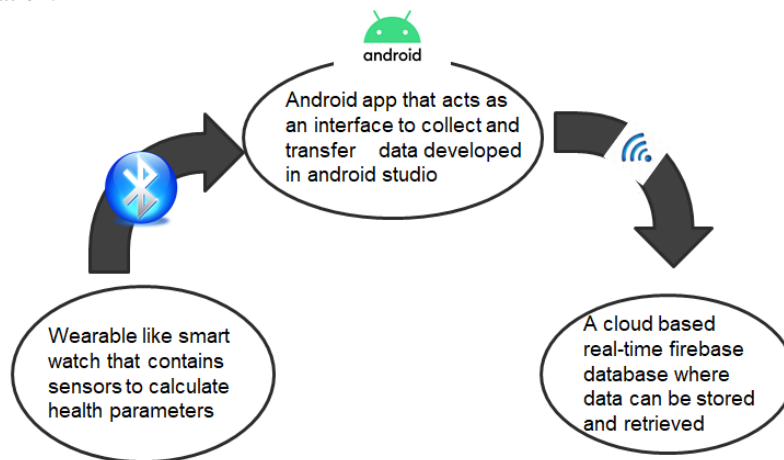 android
Android app that acts as
an interface to collect and
transfer data developed
in android studio
Wearable like smart
watch that contains
sensors to calculate
health parameters
A cloud based
real-time firebase
database where
data can be stored
and retrieved